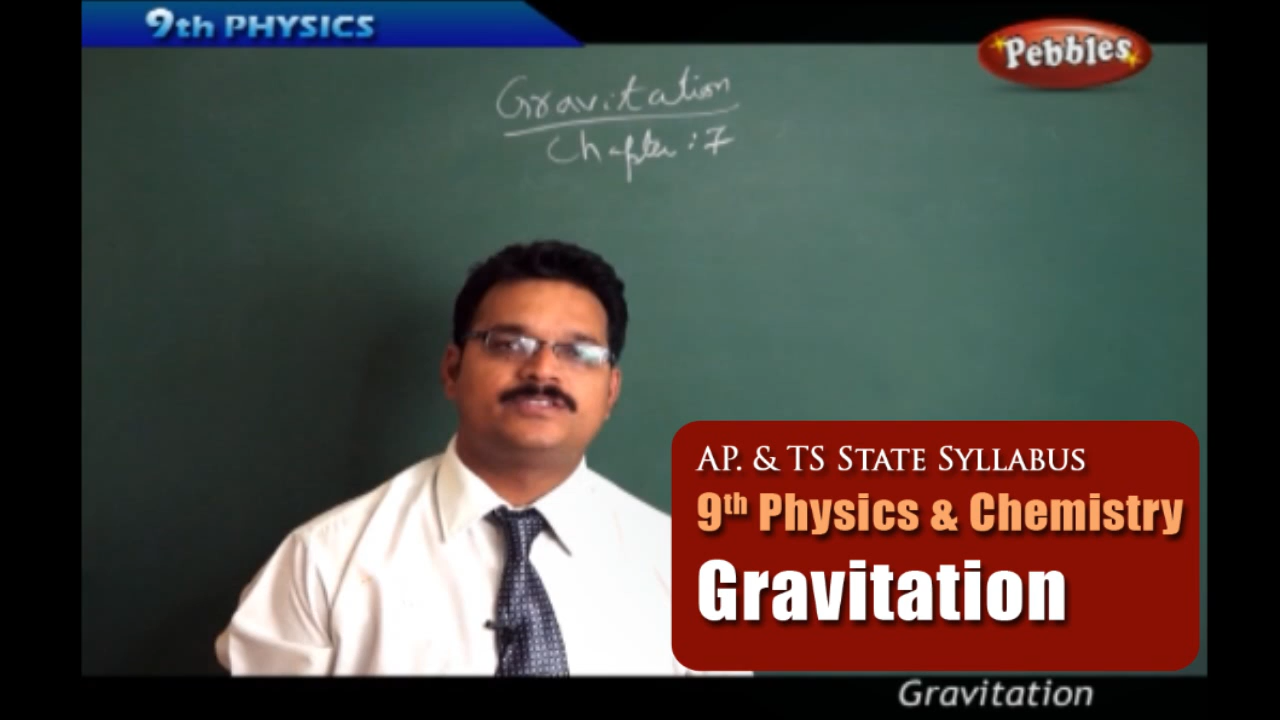 9th PHYSICS
Pebbles
Gravitation
Chapter : 7
AP. & TS STATE SYLLABUS
9th Physics & Chemistry
Gravitation
Gravitation